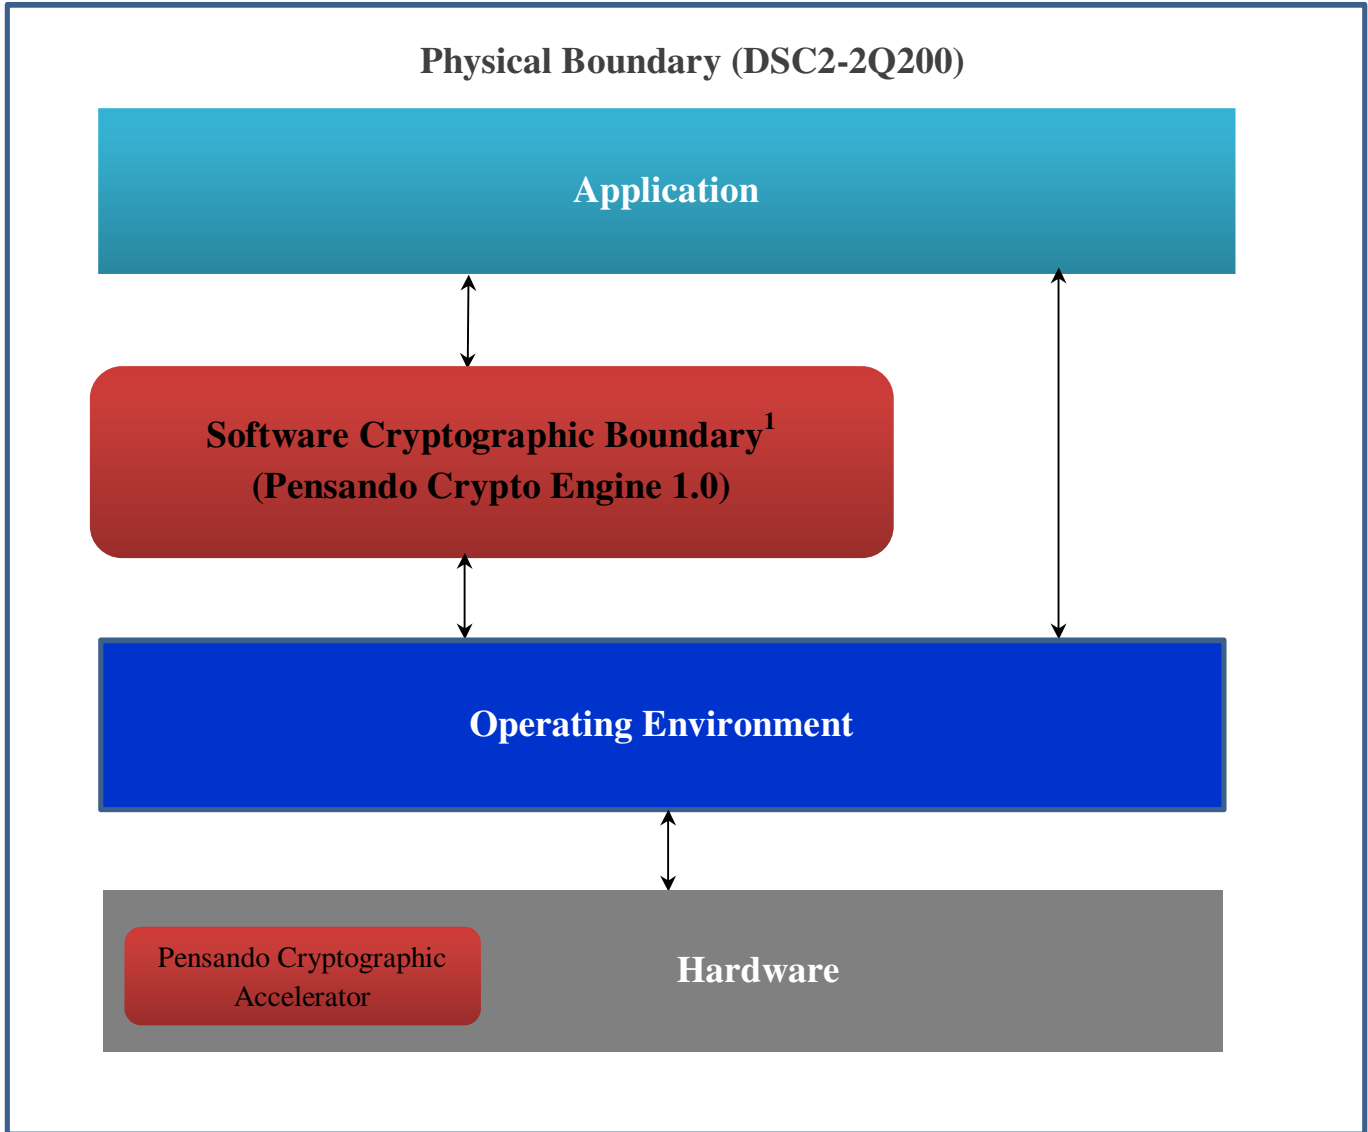 Physical Boundary (DSC2-2Q200)
Application
Software Cryptographic Boundary¹
(Pensando Crypto Engine 1.0)
Operating Environment
Pensando Cryptographic
Accelerator
Hardware